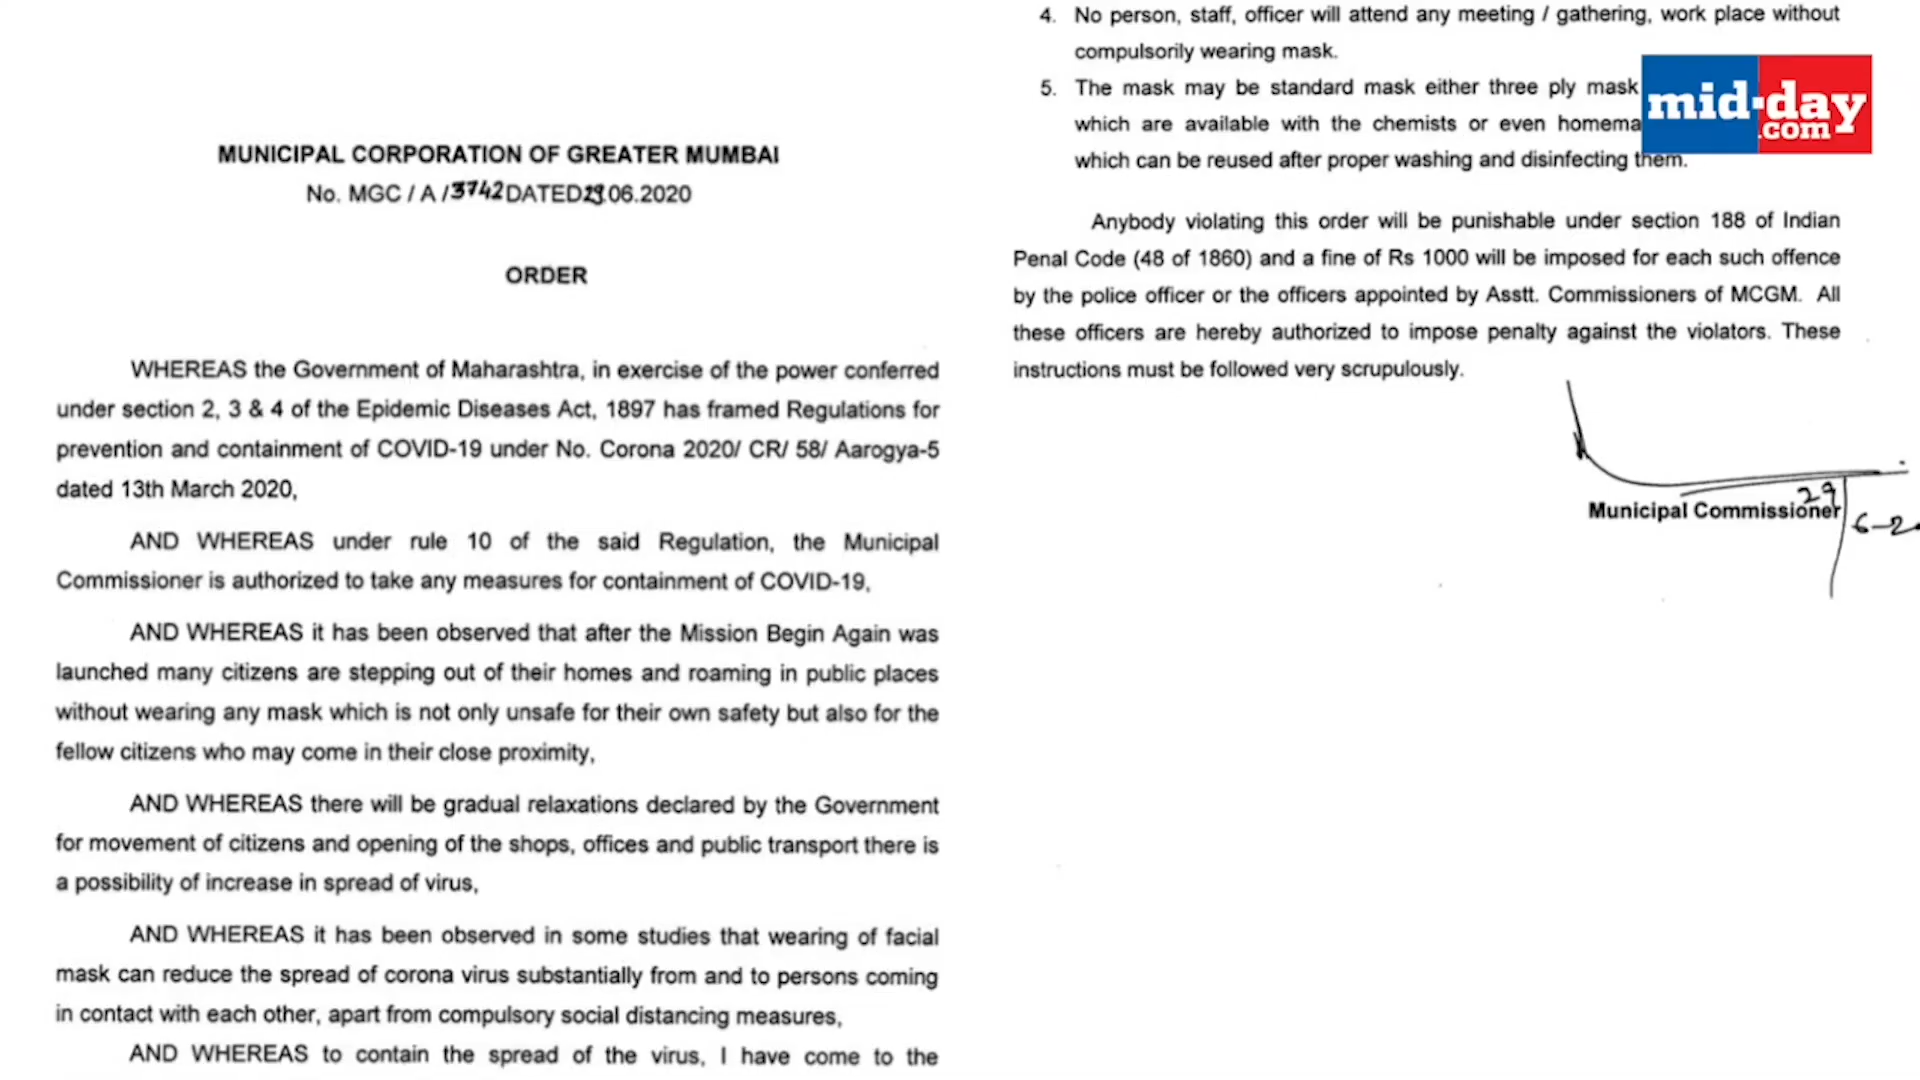 MUNICIPAL CORPORATION OF GREATER MUMBAI
No. MGC / A /3742 DATED 29.06.2020
ORDER
WHEREAS the Government of Maharashtra, in exercise of the power conferred
under section 2, 3 & 4 of the Epidemic Diseases Act, 1897 has framed Regulations for
prevention and containment of COVID-19 under No. Corona 2020/ CR/ 58/ Aarogya-5
dated 13th March 2020,
AND WHEREAS under rule 10 of the said Regulation, the Municipal
Commissioner is authorized to take any measures for containment of COVID-19,
AND WHEREAS it has been observed that after the Mission Begin Again was
launched many citizens are stepping out of their homes and roaming in public places
without wearing any mask which is not only unsafe for their own safety but also for the
fellow citizens who may come in their close proximity,
AND WHEREAS there will be gradual relaxations declared by the Government
for movement of citizens and opening of the shops, offices and public transport there is
a possibility of increase in spread of virus,
AND WHEREAS it has been observed in some studies that wearing of facial
mask can reduce the spread of corona virus substantially from and to persons coming
in contact with each other, apart from compulsory social distancing measures,
AND WHEREAS to contain the spread of the virus, I have come to the
4. No person, staff, officer will attend any meeting / gathering, work place without
compulsorily wearing mask.
5. The mask may be standard mask either three ply mask
which are available with the chemists or even homema
which can be reused after proper washing and disinfecting them.
Anybody violating this order will be punishable under section 188 of Indian
Penal Code (48 of 1860) and a fine of Rs 1000 will be imposed for each such offence
by the police officer or the officers appointed by Asstt. Commissioners of MCGM. All
these officers are hereby authorized to impose penalty against the violators. These
instructions must be followed very scrupulously.
29
Municipal Commissioner
6-20
mid-day
.com